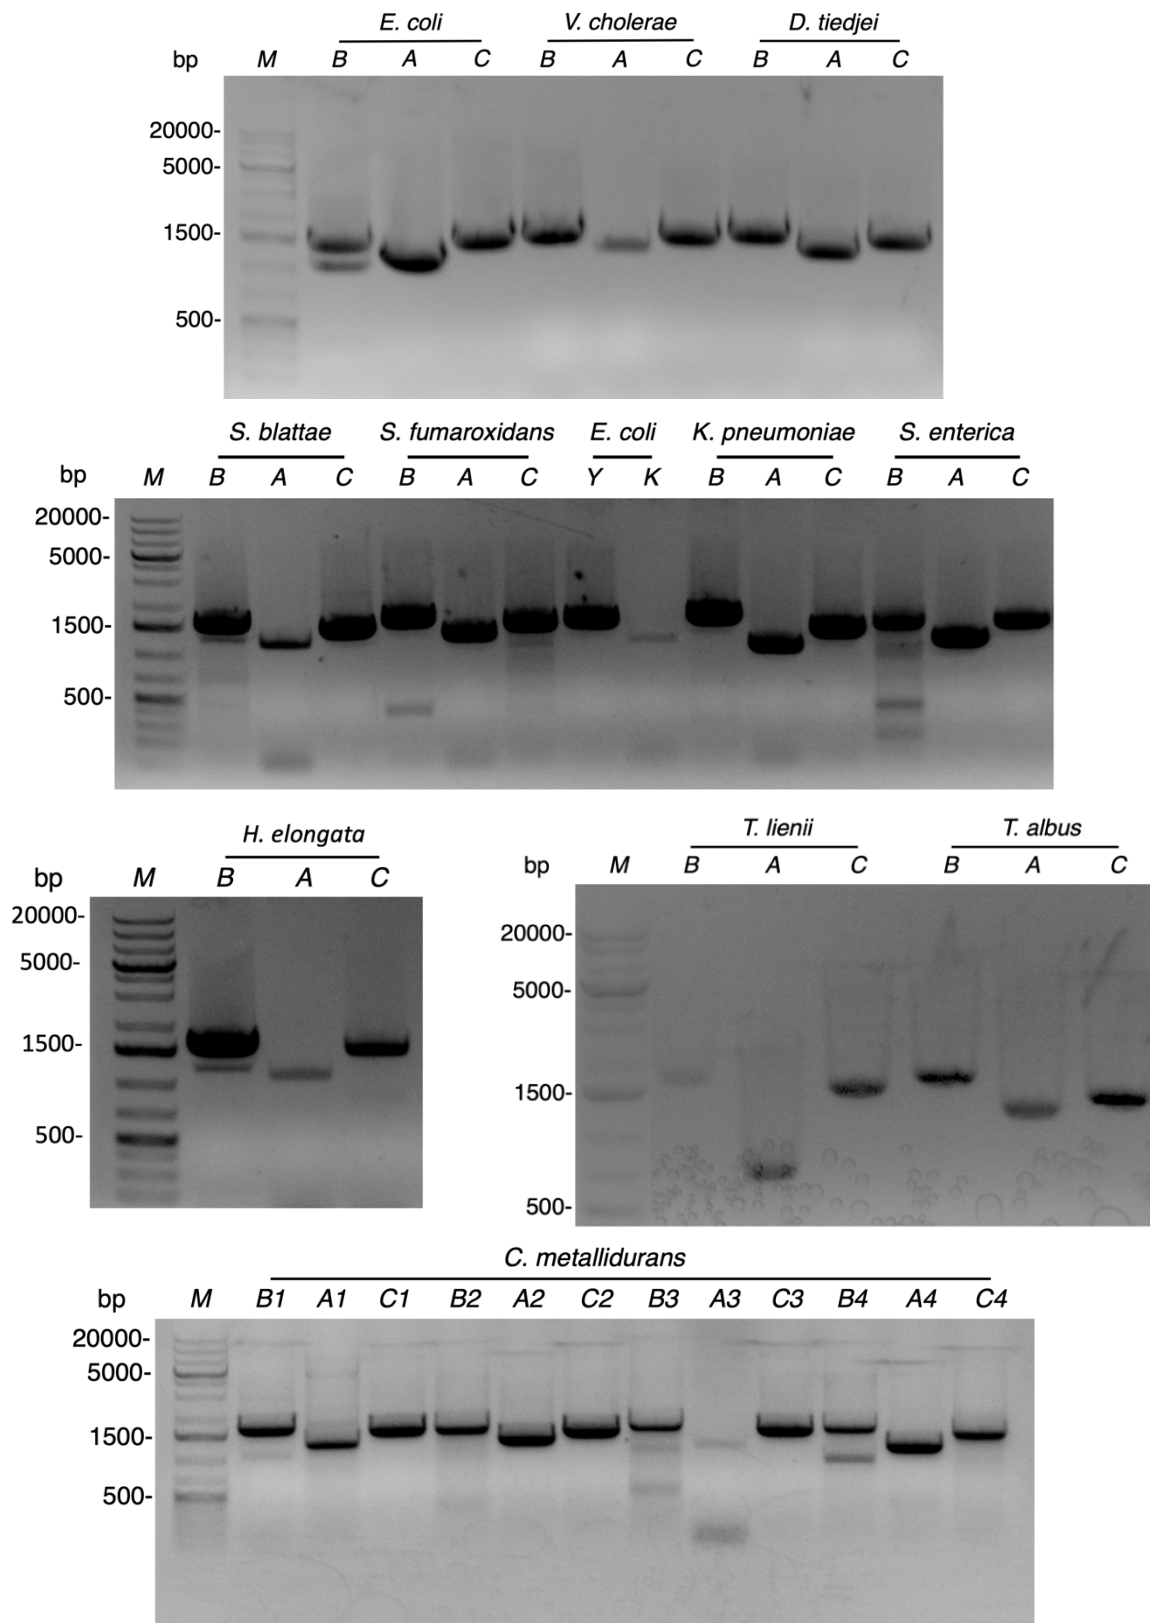 E. coli V. cholerae D. tiedjei
bp M B A C B A C B A C
20000-
5000-
1500-
500-
S. blattae S. fumaroxidans E. coli K. pneumoniae S. enterica
bp M B A C B A C Y K B A C B A C
20000-
5000-
1500-
500-
H. elongata
bp M B A C
20000-
5000-
1500-
500-
T. lienii T. albus
bp M B A C B A C
20000-
5000-
1500-
500-
C. metallidurans
bp M B1 A1 C1 B2 A2 C2 B3 A3 C3 B4 A4 C4
20000-
5000-
1500-
500-